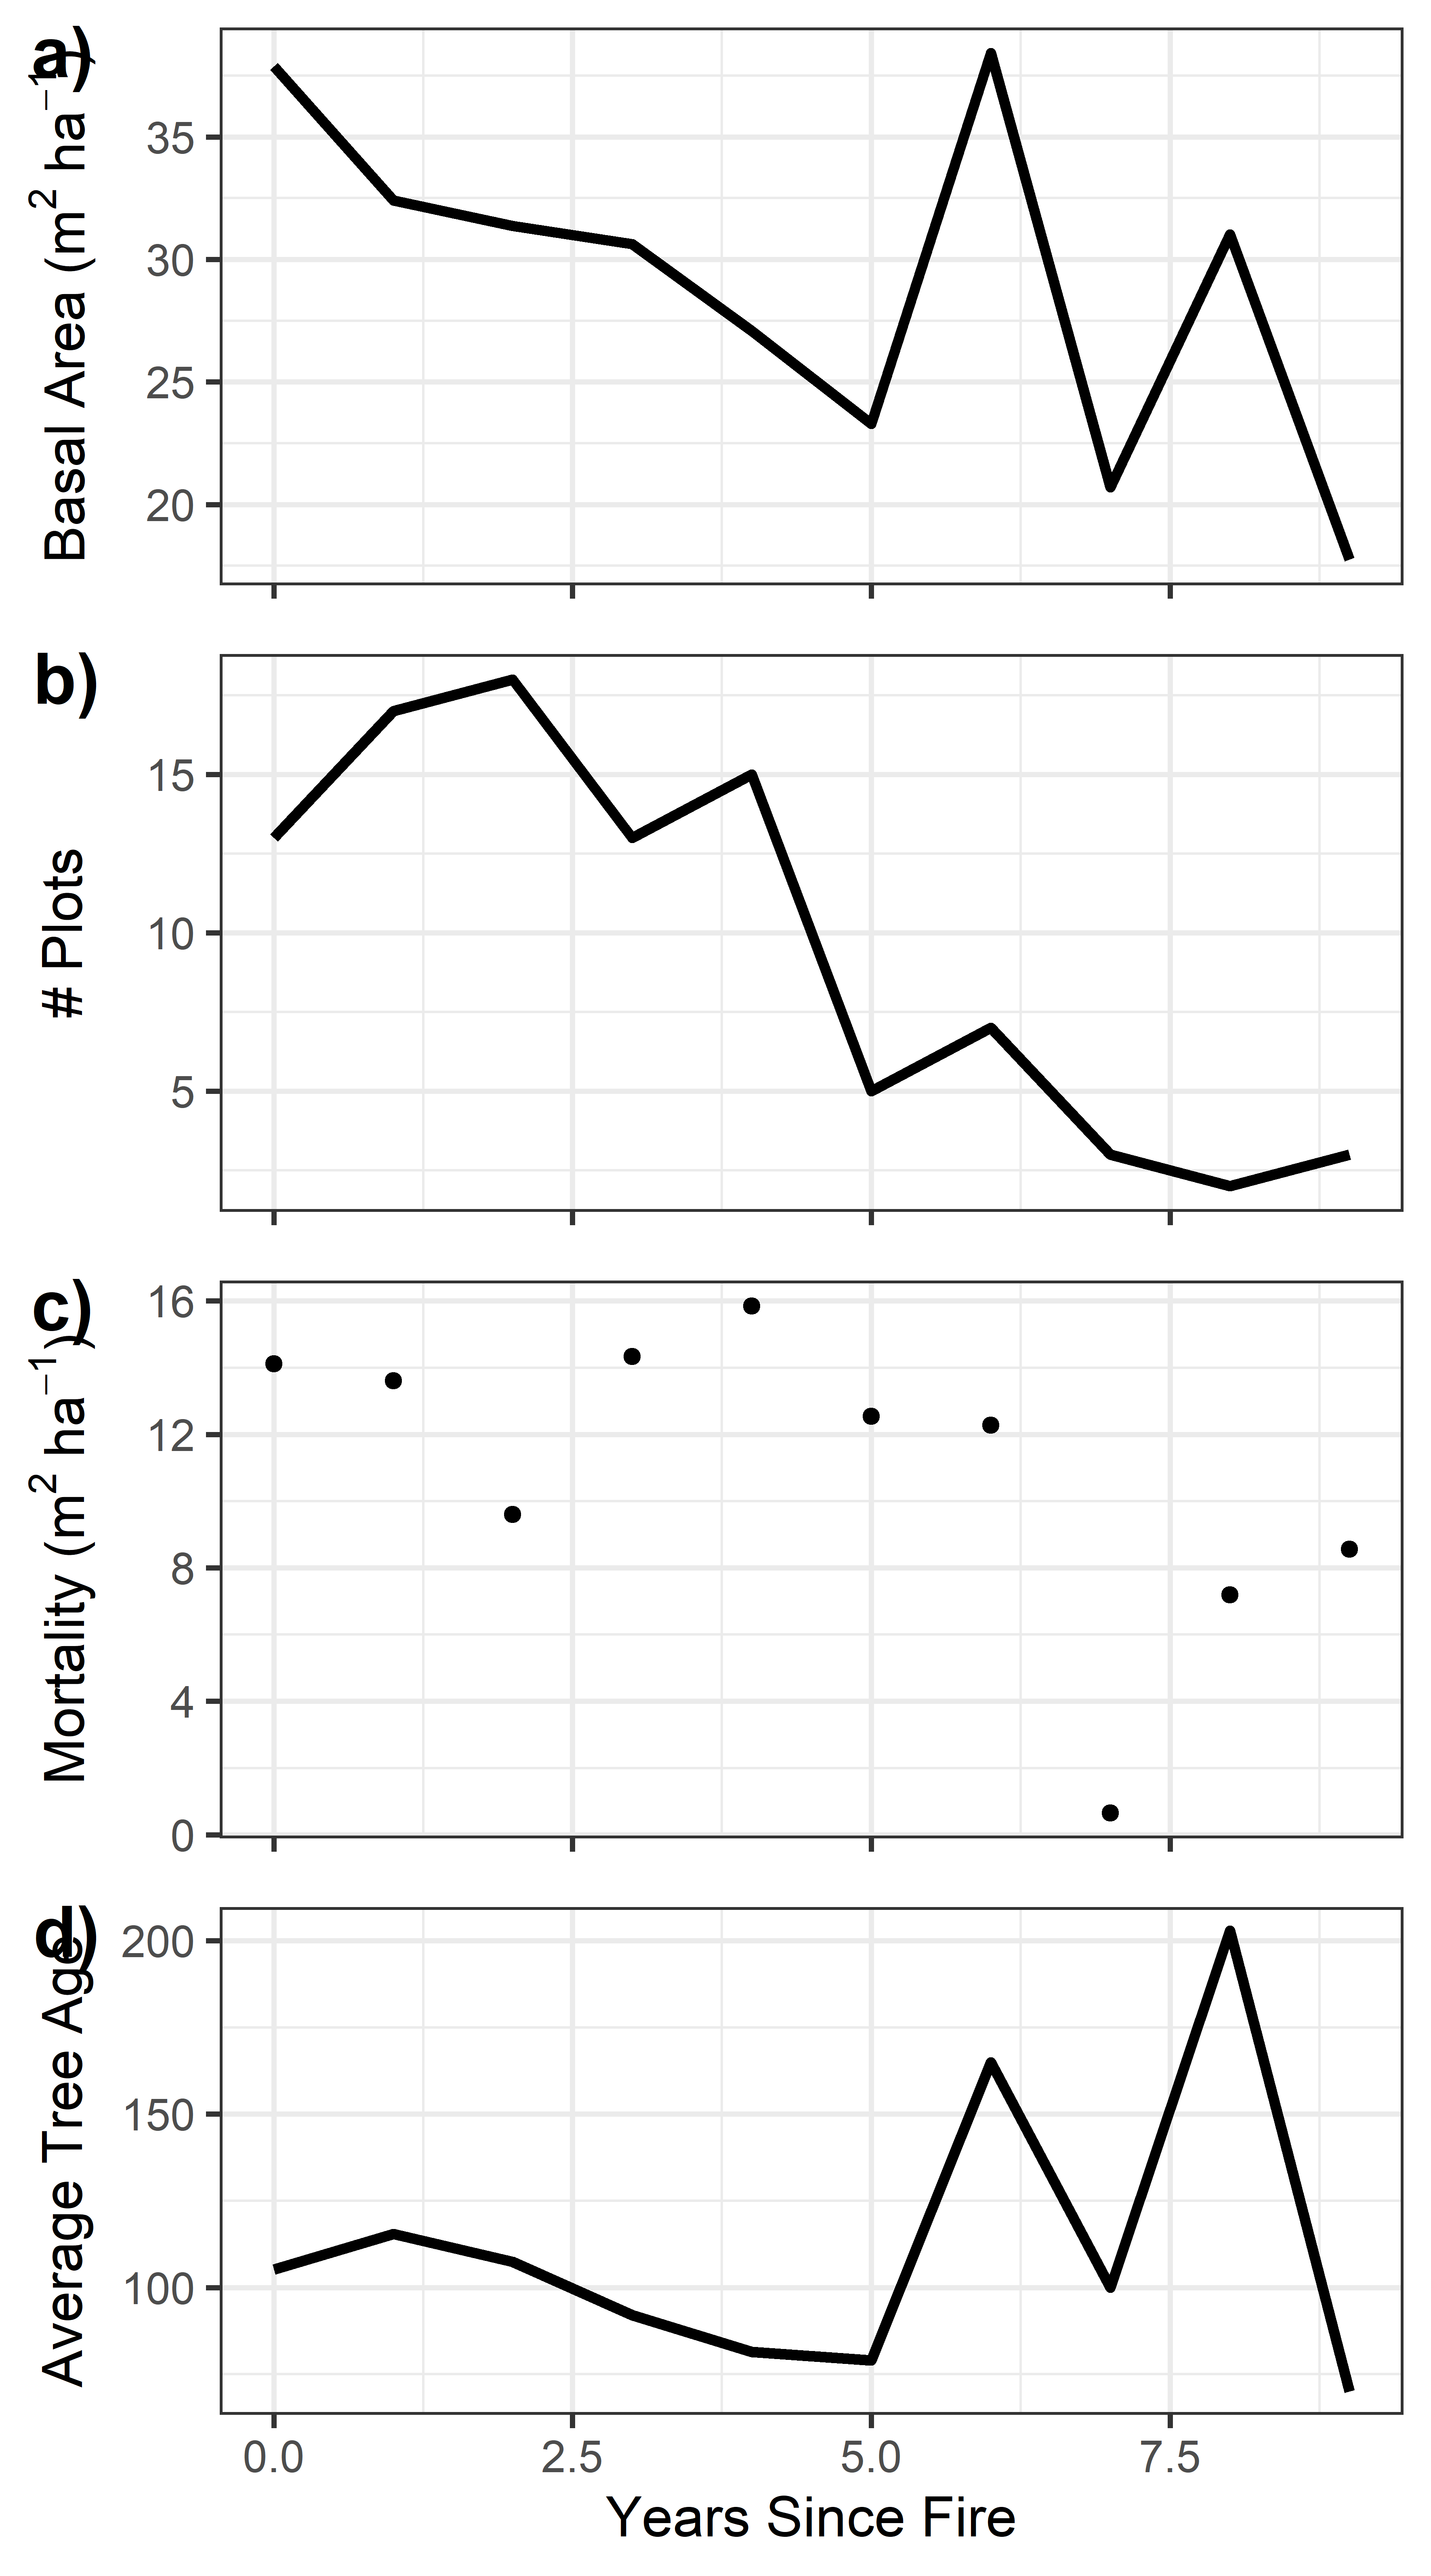 a)
Basal Area (m² ha⁻¹)
35
30
25
20
b)
# Plots
15
10
5
c)
Mortality (m² ha⁻¹)
16
12
8
4
0
d)
Average Tree Age
200
150
100
0.0 2.5 5.0 7.5
Years Since Fire